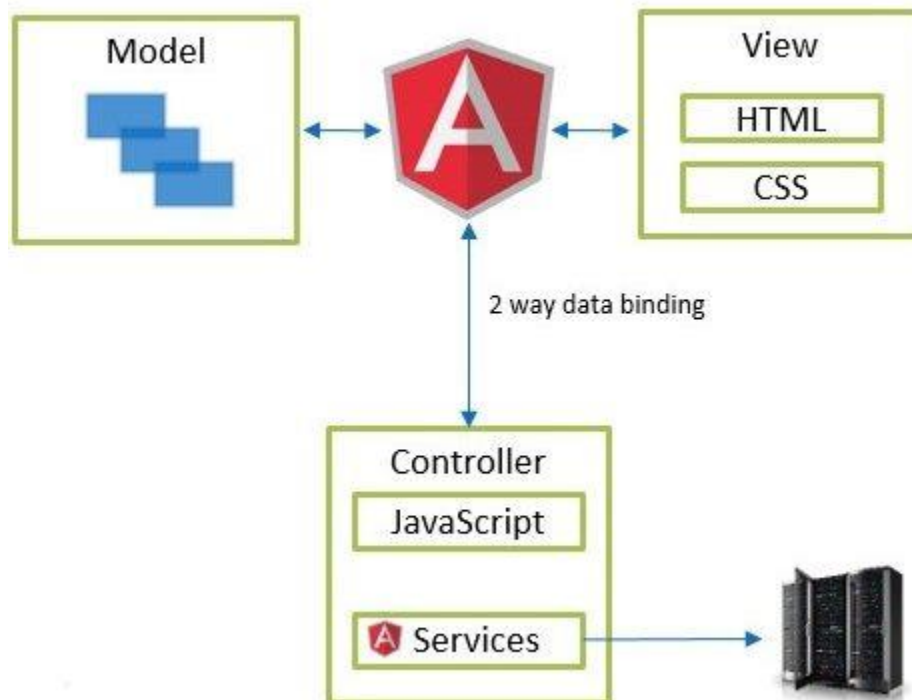 Model
View
HTML
CSS
2 way data binding
Controller
JavaScript
Services